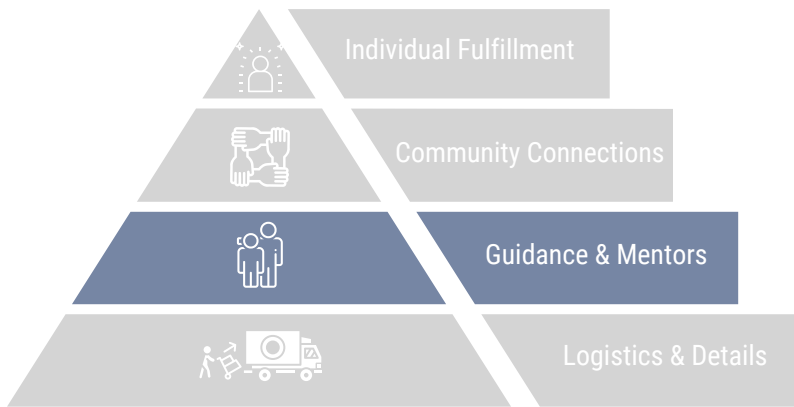 Individual Fulfillment
Community Connections
Guidance & Mentors
Logistics & Details